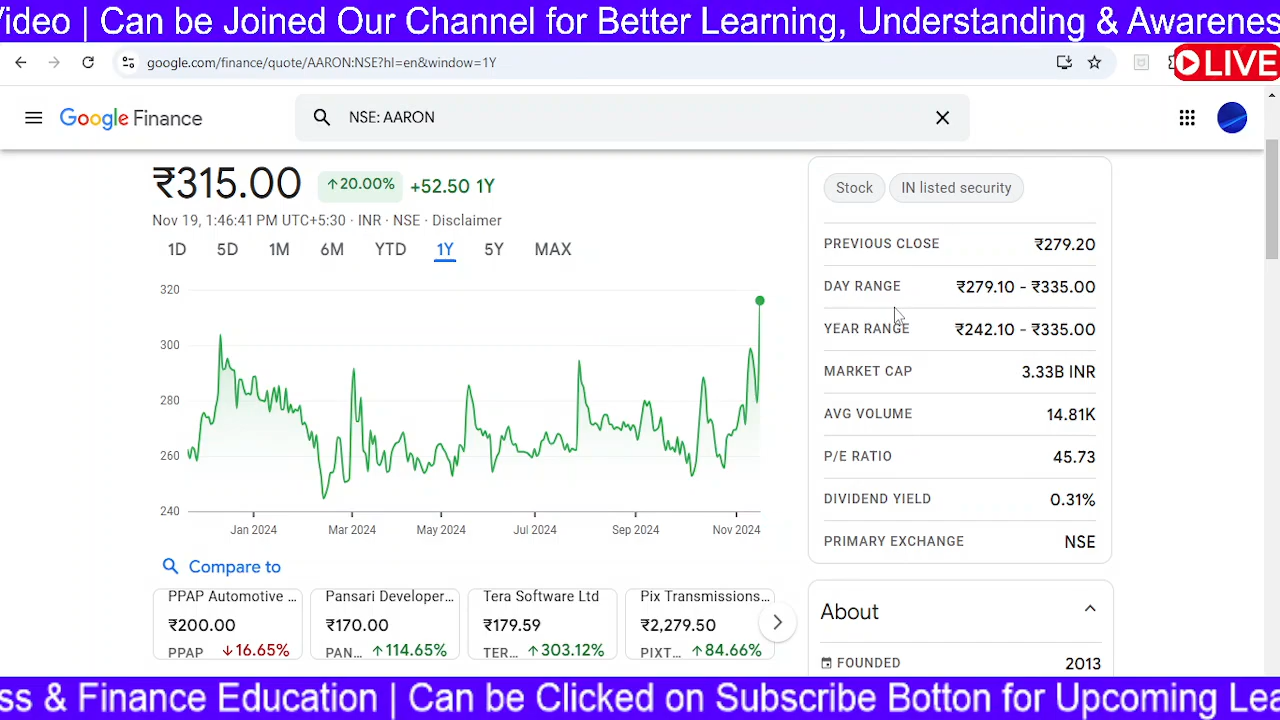 Video | Can be Joined Our Channel for Better Learning, Understanding & Awarenes
google.com/finance/quote/AARON:NSE?hl=en&window=1Y
LIVE
Google Finance
NSE: AARON
₹315.00 ↑20.00% +52.50 1Y
Nov 19, 1:46:41 PM UTC+5:30 · INR · NSE · Disclaimer
1D 5D 1M 6M YTD 1Y 5Y MAX
320
300
280
260
240
Jan 2024 Mar 2024 May 2024 Jul 2024 Sep 2024 Nov 2024
Compare to
PPAP Automotive ...
₹200.00
PPAP ↓16.65%
Pansari Developer...
₹170.00
PAN... ↑114.65%
Tera Software Ltd
₹179.59
TER... ↑303.12%
Pix Transmissions...
₹2,279.50
PIXT... ↑84.66%
Stock IN listed security
PREVIOUS CLOSE ₹279.20
DAY RANGE ₹279.10 - ₹335.00
YEAR RANGE ₹242.10 - ₹335.00
MARKET CAP 3.33B INR
AVG VOLUME 14.81K
P/E RATIO 45.73
DIVIDEND YIELD 0.31%
PRIMARY EXCHANGE NSE
About
FOUNDED 2013
ss & Finance Education | Can be Clicked on Subscribe Botton for Upcoming Lea